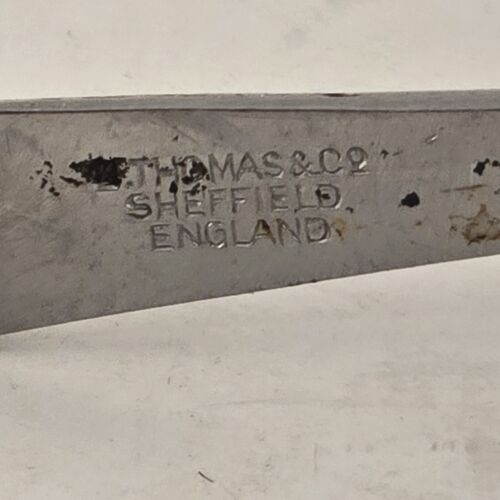 THOMAS & CO
SHEFFIELD
ENGLAND